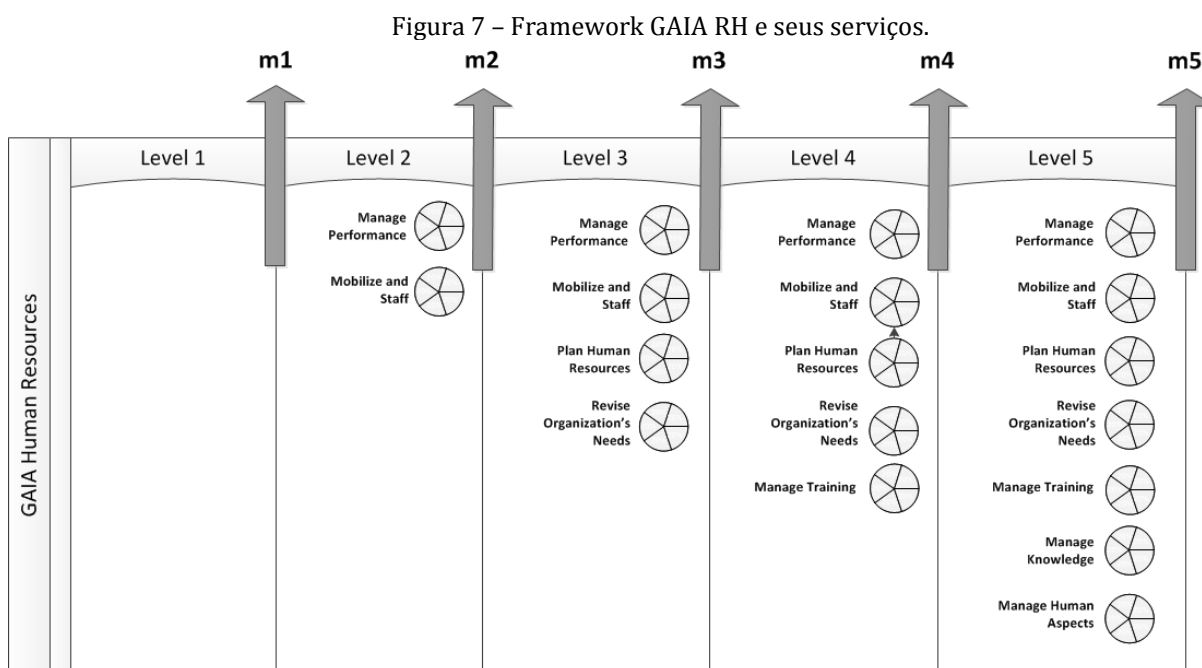 Figura 7 – Framework GAIA RH e seus serviços.
m1
m2
m3
m4
m5
GAIA Human Resources
Level 1
Level 2
Manage
Performance
Mobilize and
Staff
Level 3
Manage
Performance
Mobilize and
Staff
Plan Human
Resources
Revise
Organization's
Needs
Level 4
Manage
Performance
Mobilize and
Staff
Plan Human
Resources
Revise
Organization's
Needs
Manage Training
Level 5
Manage
Performance
Mobilize and
Staff
Plan Human
Resources
Revise
Organization's
Needs
Manage Training
Manage
Knowledge
Manage Human
Aspects